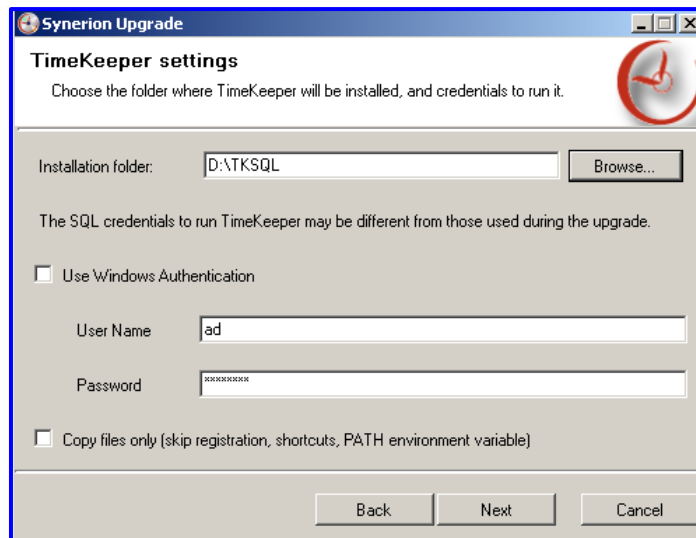 Synerion Upgrade
TimeKeeper settings
Choose the folder where TimeKeeper will be installed, and credentials to run it.
Installation folder: D:\TKSQL Browse...
The SQL credentials to run TimeKeeper may be different from those used during the upgrade.
Use Windows Authentication
User Name ad
Password ********
Copy files only (skip registration, shortcuts, PATH environment variable)
Back Next Cancel